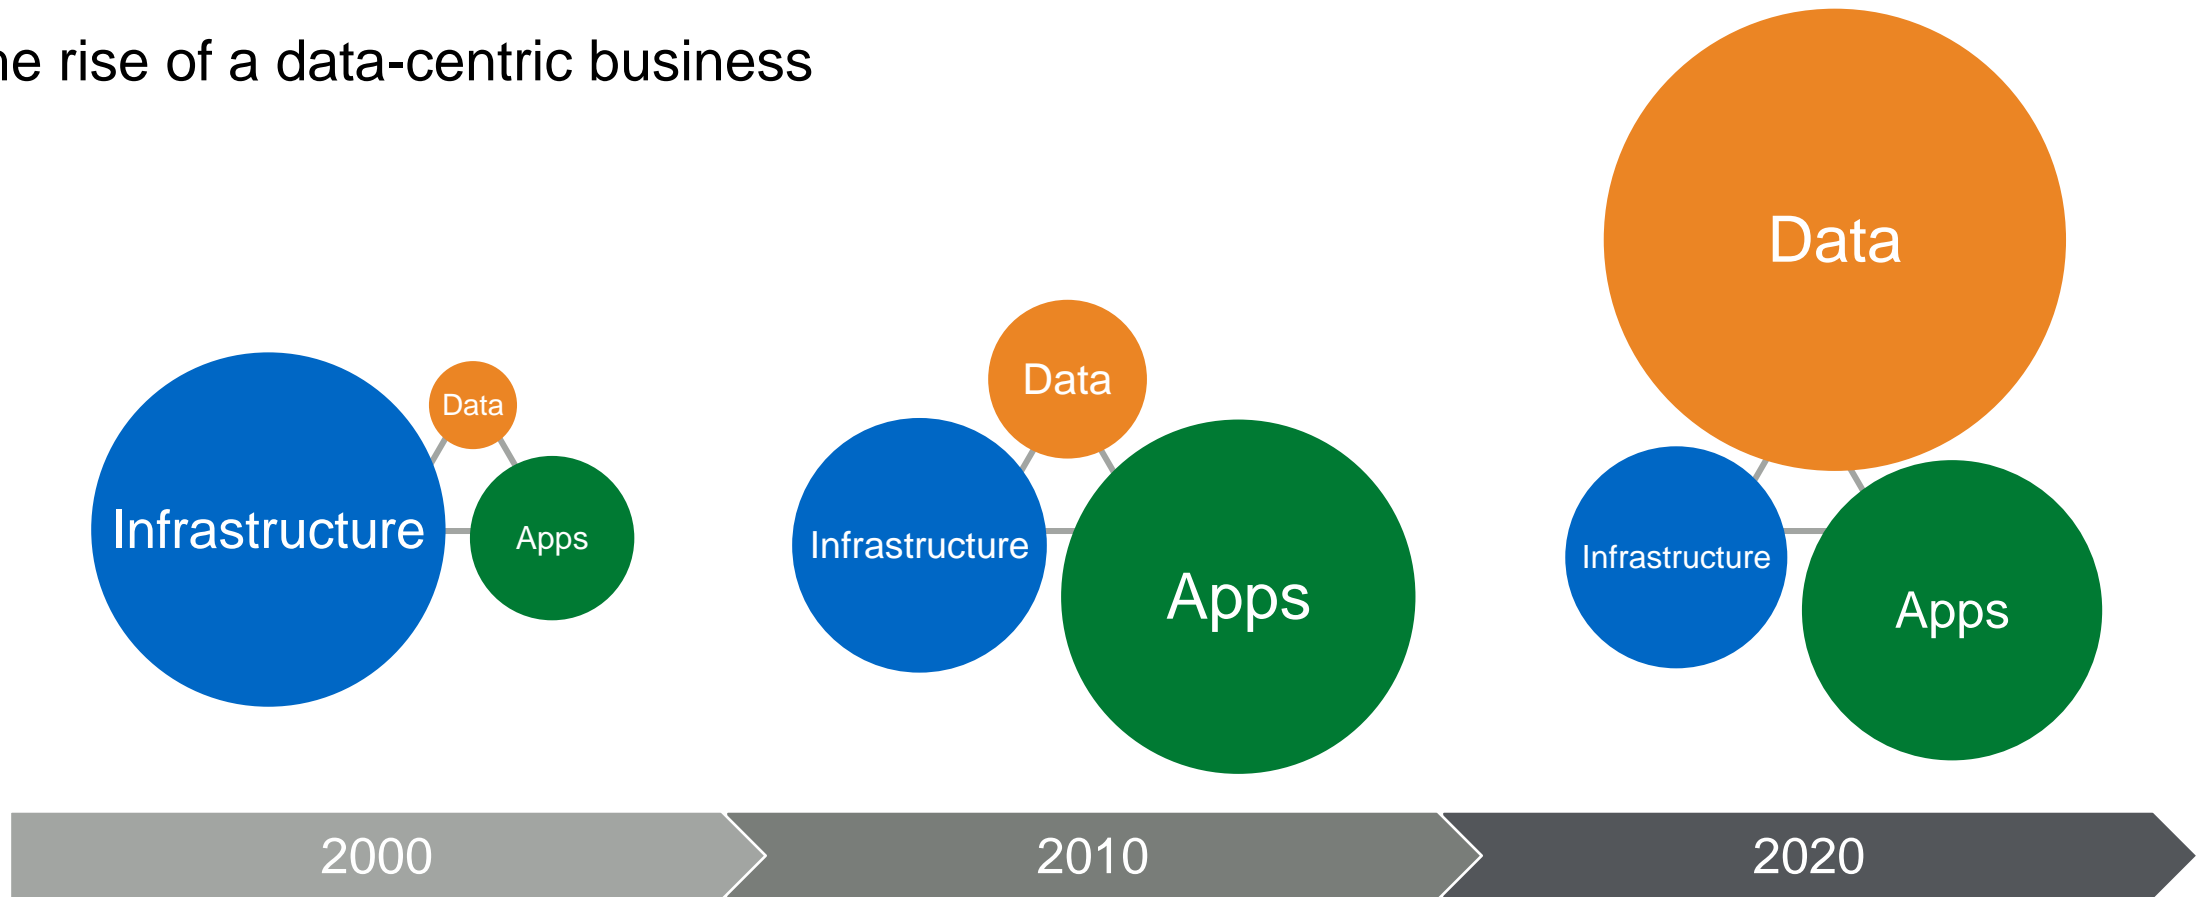 he rise of a data-centric business
Data
Infrastructure
Apps
Data
Infrastructure
Apps
Data
Infrastructure
Apps
2000
2010
2020